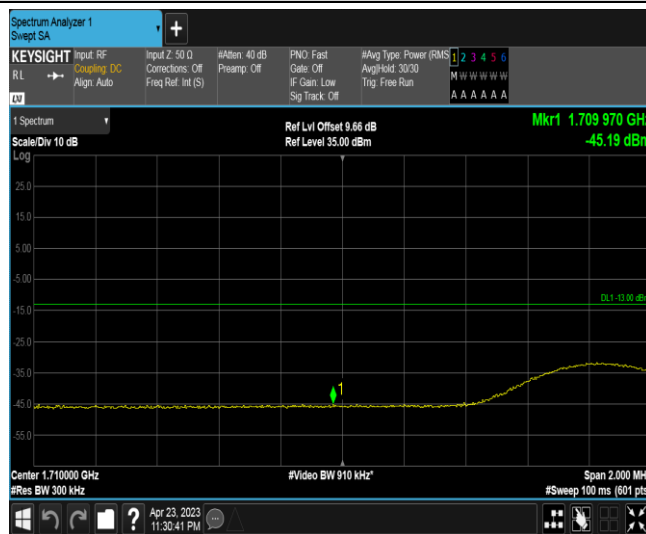 Spectrum Analyzer 1
Swept SA
+
KEYSIGHT
RL
Input: RF
Coupling: DC
Align: Auto
Input Z: 50 Ω
Corrections: Off
Freq Ref: Int (S)
#Atten: 40 dB
Preamp: Off
PNO: Fast
Gate: Off
IF Gain: Low
Sig Track: Off
#Avg Type: Power (RMS
Avg|Hold: 30/30
Trig: Free Run
1 2 3 4 5 6
M W W W W W
A A A A A A
LXI
1 Spectrum
Scale/Div 10 dB
Ref Lvl Offset 9.66 dB
Ref Level 35.00 dBm
Mkr1 1.709 970 GHz
-45.19 dBm
Log
25.0
15.0
5.00
-5.00
DL1 -13.00 dBm
-15.0
-25.0
-35.0
1
-45.0
-55.0
Center 1.710000 GHz
#Video BW 910 kHz*
Span 2.000 MH
#Res BW 300 kHz
#Sweep 100 ms (601 pts
?
Apr 23, 2023
11:30:41 PM